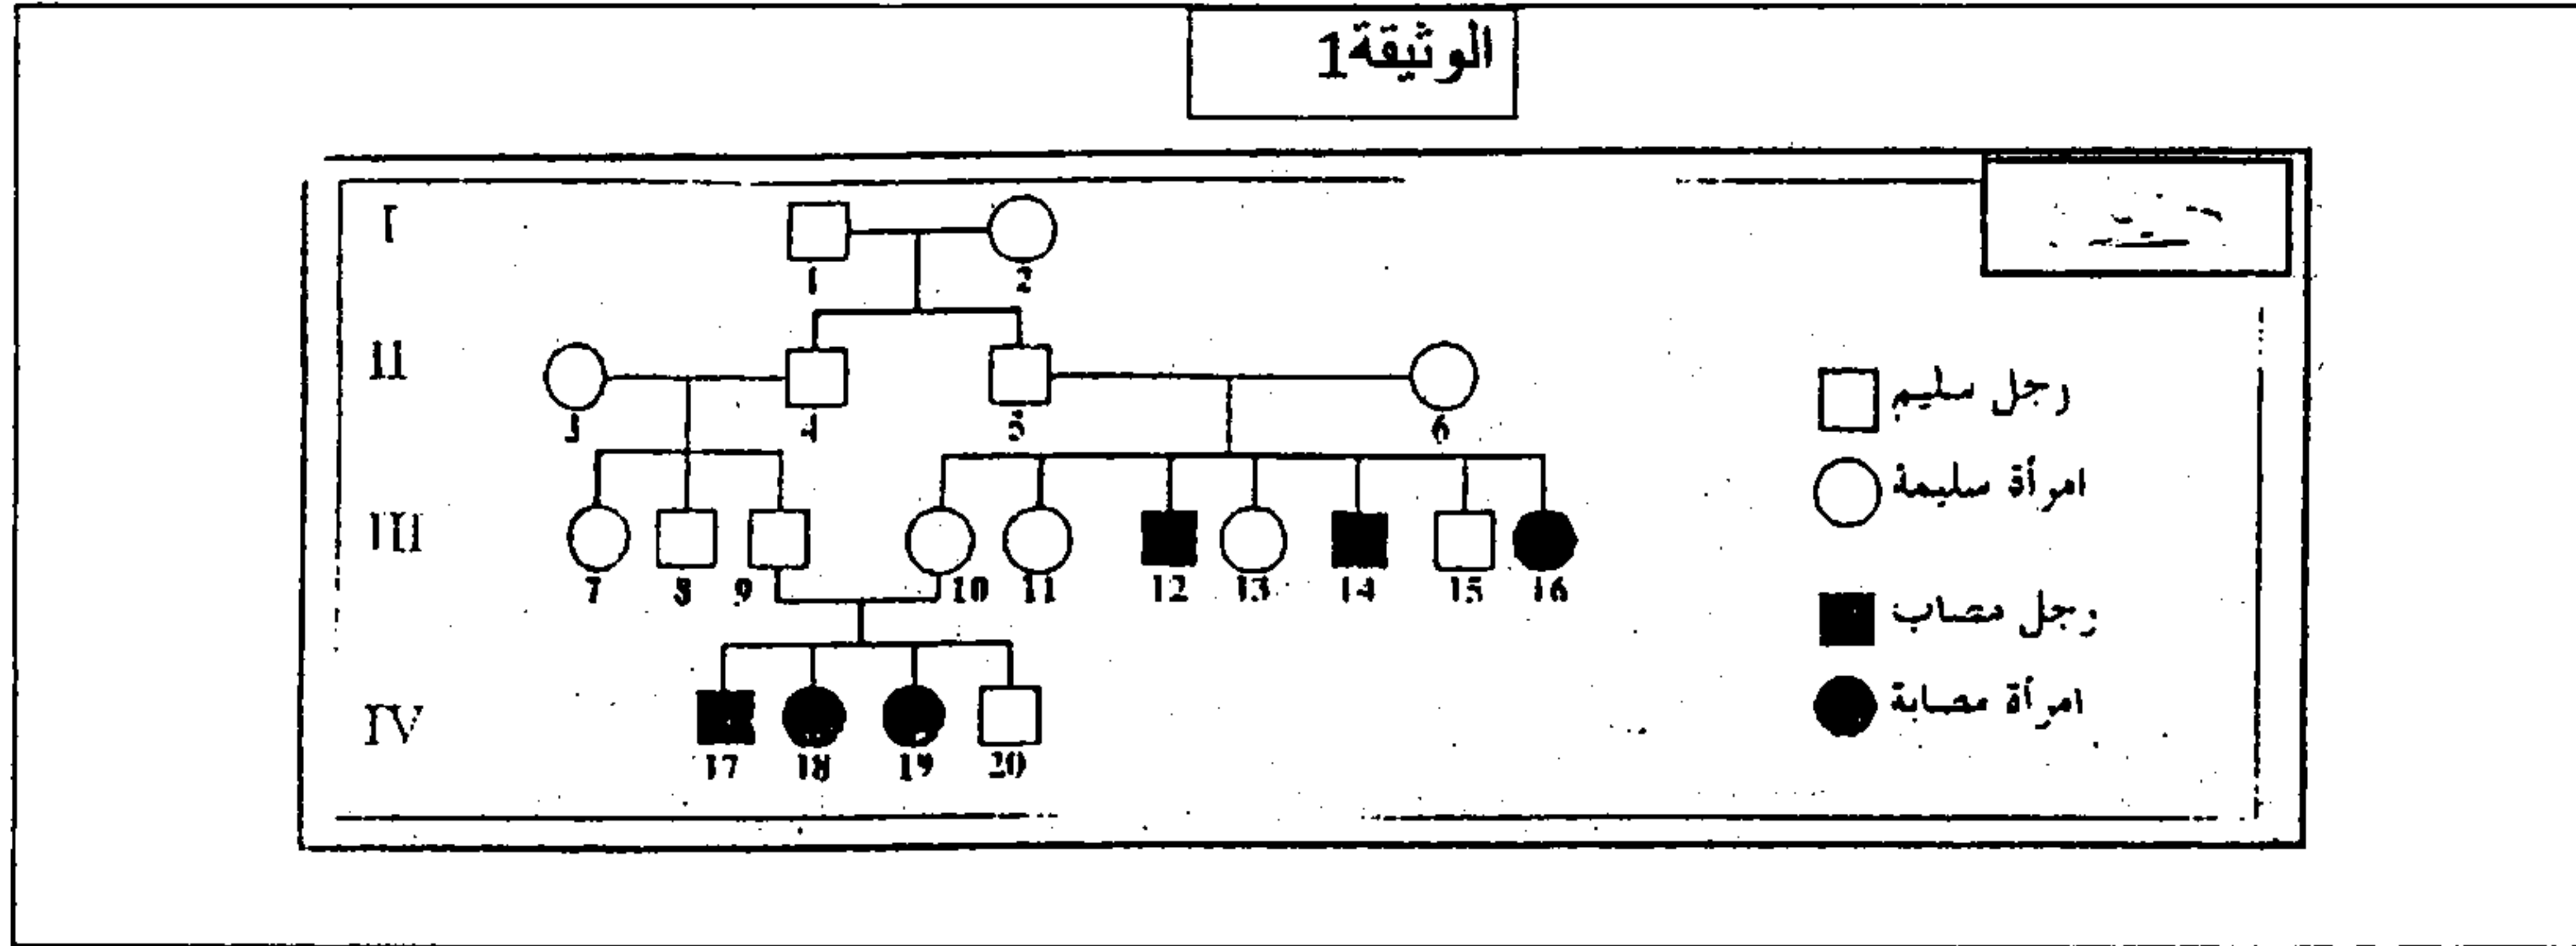 الوثيقة1
I
1 2
II
3 4 5 6
رجل سليم
امرأة سليمة
III
7 8 9 10 11 12 13 14 15 16
رجل مصاب
امرأة مصابة
IV
17 18 19 20